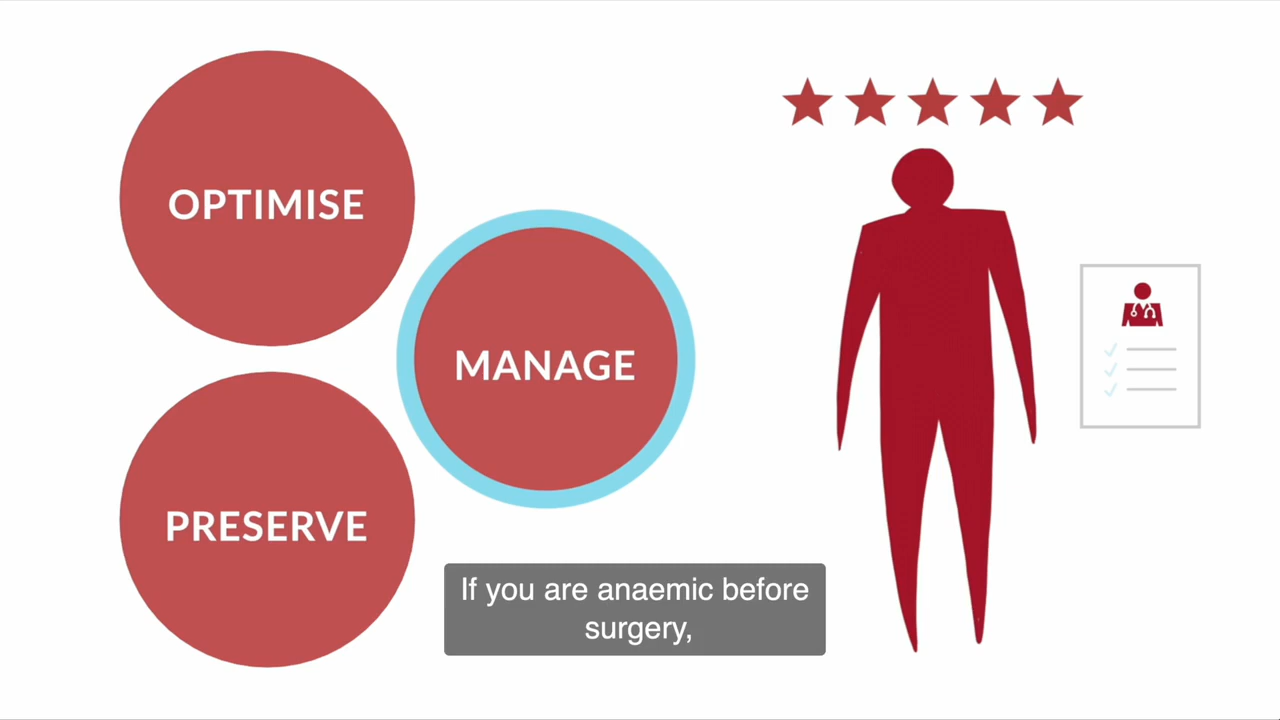 OPTIMISE
MANAGE
PRESERVE
If you are anaemic before
surgery,